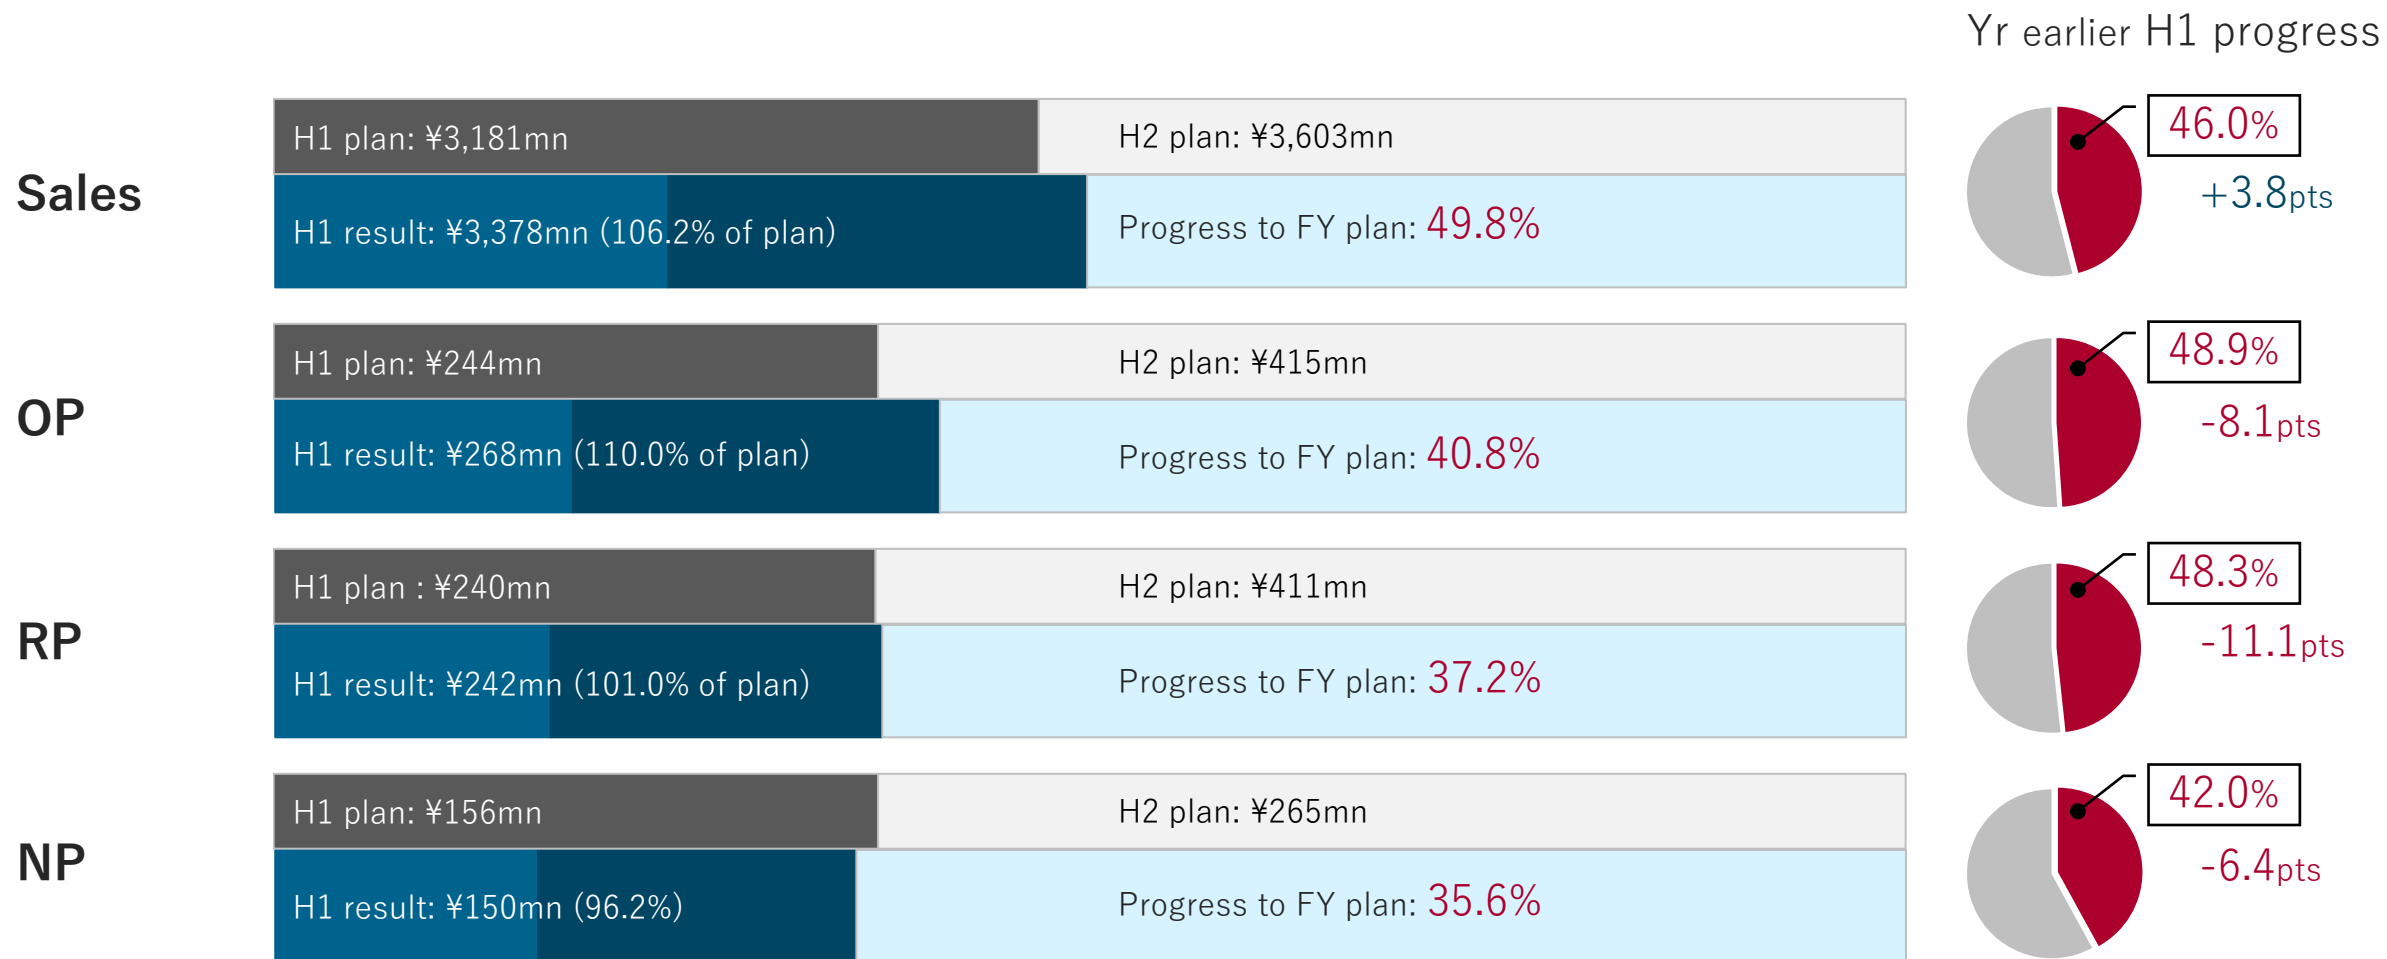 Yr earlier H1 progress
Sales
H1 plan: ¥3,181mn
H2 plan: ¥3,603mn
H1 result: ¥3,378mn (106.2% of plan)
Progress to FY plan: 49.8%
46.0%
+3.8pts
OP
H1 plan: ¥244mn
H2 plan: ¥415mn
H1 result: ¥268mn (110.0% of plan)
Progress to FY plan: 40.8%
48.9%
-8.1pts
RP
H1 plan : ¥240mn
H2 plan: ¥411mn
H1 result: ¥242mn (101.0% of plan)
Progress to FY plan: 37.2%
48.3%
-11.1pts
NP
H1 plan: ¥156mn
H2 plan: ¥265mn
H1 result: ¥150mn (96.2%)
Progress to FY plan: 35.6%
42.0%
-6.4pts